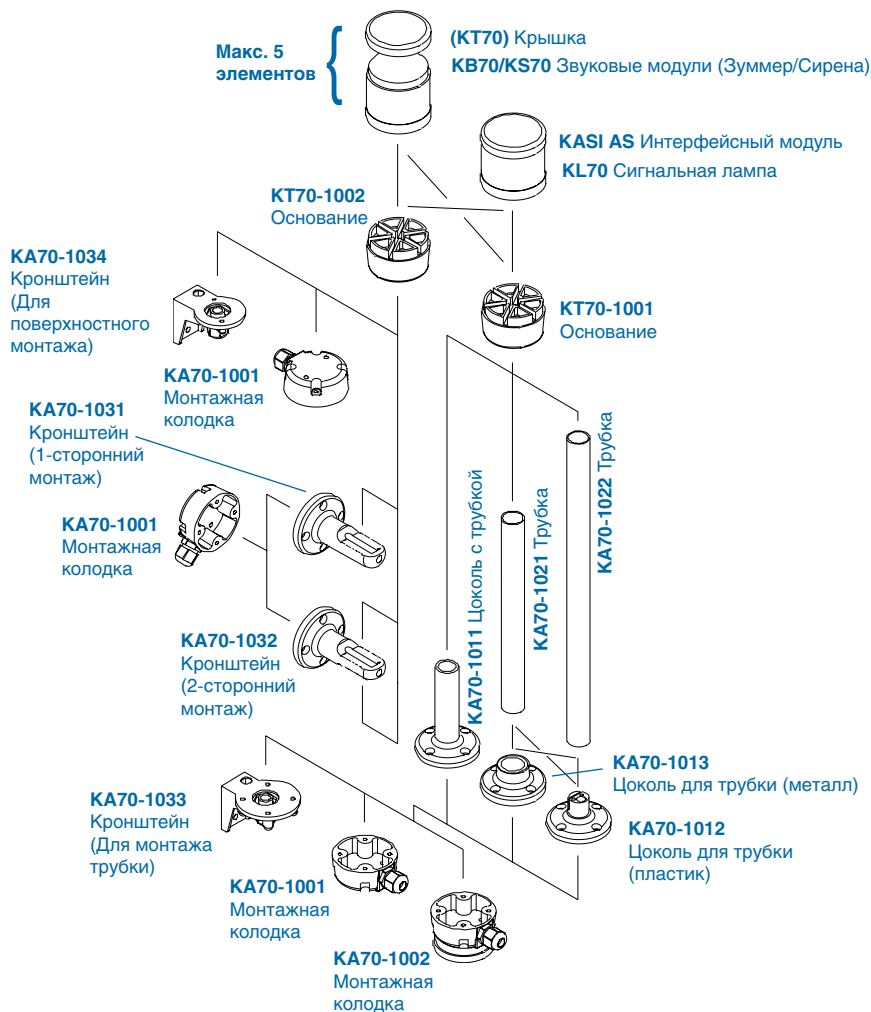 Макс. 5
элементов
(KT70) Крышка
KB70/KS70 Звуковые модули (Зуммер/Сирена)
KASI AS Интерфейсный модуль
KL70 Сигнальная лампа
KT70-1002
Основание
KA70-1034
Кронштейн
(Для
поверхностного
монтажа)
KT70-1001
Основание
KA70-1001
Монтажная
колодка
KA70-1031
Кронштейн
(1-сторонний
монтаж)
KA70-1001
Монтажная
колодка
KA70-1032
Кронштейн
(2-сторонний
монтаж)
KA70-1011 Цоколь с трубкой
KA70-1021 Трубка
KA70-1022 Трубка
KA70-1013
Цоколь для трубки (металл)
KA70-1012
Цоколь для трубки
(пластик)
KA70-1033
Кронштейн
(Для монтажа
трубки)
KA70-1001
Монтажная
колодка
KA70-1002
Монтажная
колодка